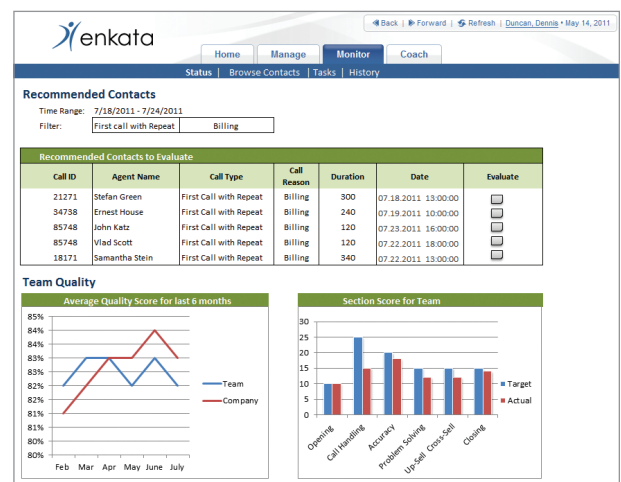 enkata
Back | Forward | Refresh | Duncan, Dennis • May 14, 2011
Home Manage Monitor Coach
Status | Browse Contacts | Tasks | History
Recommended Contacts
Time Range: 7/18/2011 - 7/24/2011
Filter: First call with Repeat Billing
Recommended Contacts to Evaluate
Call ID Agent Name Call Type Call Reason Duration Date Evaluate
21271 Stefan Green First Call with Repeat Billing 300 07.18.2011 13:00:00
34738 Ernest House First Call with Repeat Billing 240 07.19.2011 10:00:00
85748 John Katz First Call with Repeat Billing 120 07.23.2011 16:00:00
85748 Vlad Scott First Call with Repeat Billing 120 07.22.2011 18:00:00
18171 Samantha Stein First Call with Repeat Billing 340 07.22.2011 13:00:00
Team Quality
Average Quality Score for last 6 months
85%
84%
84%
83%
83%
82%
82%
81%
81%
80%
80%
Feb Mar Apr May June July
Team
Company
Section Score for Team
30
25
20
15
10
5
0
Opening
Call Handling
Accuracy
Problem Solving
Up-Sell Cross-Sell
Closing
Target
Actual